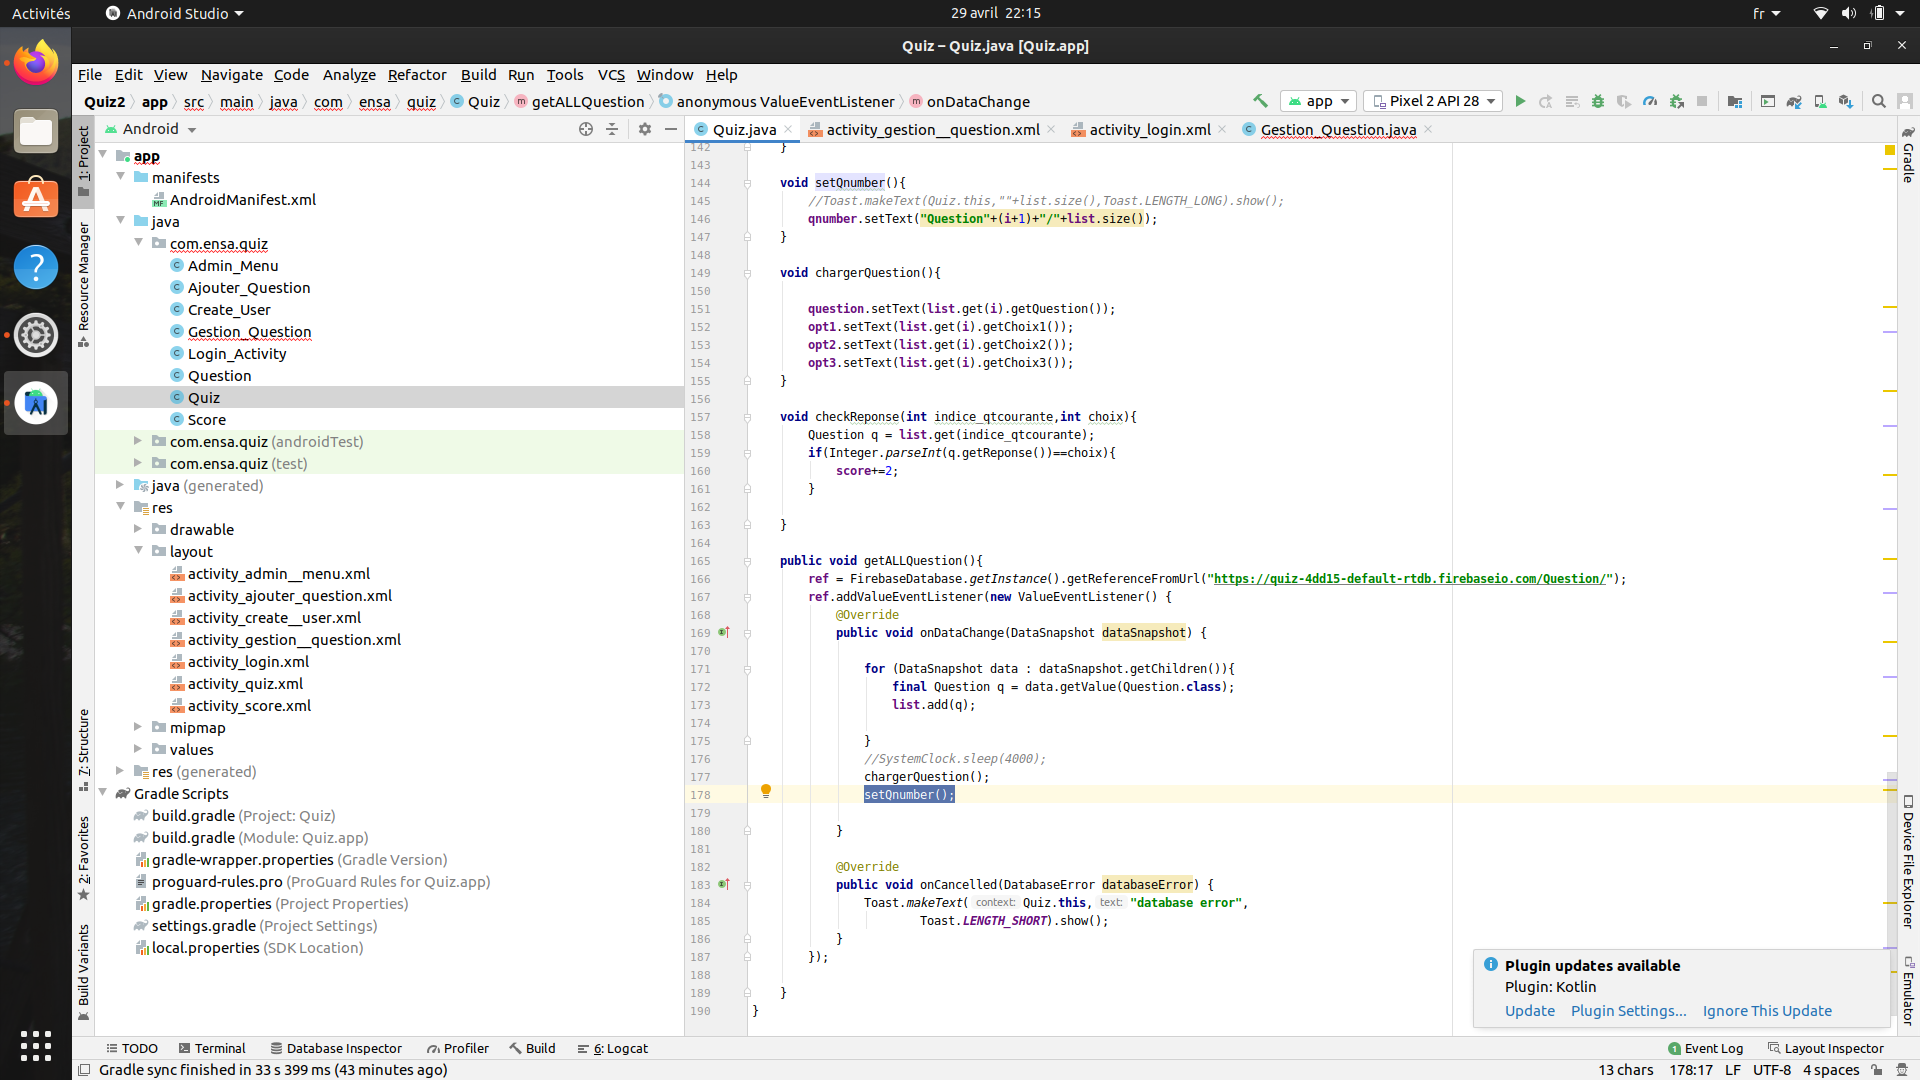 Activités
Android Studio
29 avril 22:15
fr
Quiz – Quiz.java [Quiz.app]
File Edit View Navigate Code Analyze Refactor Build Run Tools VCS Window Help
Quiz2 app src main java com ensa quiz Quiz getALLQuestion anonymous ValueEventListener onDataChange
app
Pixel 2 API 28
Android
Quiz.java
activity_gestion__question.xml
activity_login.xml
Gestion_Question.java
1: Project
Resource Manager
7: Structure
2: Favorites
Build Variants
app
manifests
AndroidManifest.xml
java
com.ensa.quiz
Admin_Menu
Ajouter_Question
Create_User
Gestion_Question
Login_Activity
Question
Quiz
Score
com.ensa.quiz (androidTest)
com.ensa.quiz (test)
java (generated)
res
drawable
layout
activity_admin__menu.xml
activity_ajouter_question.xml
activity_create__user.xml
activity_gestion__question.xml
activity_login.xml
activity_quiz.xml
activity_score.xml
mipmap
values
res (generated)
Gradle Scripts
build.gradle (Project: Quiz)
build.gradle (Module: Quiz.app)
gradle-wrapper.properties (Gradle Version)
proguard-rules.pro (ProGuard Rules for Quiz.app)
gradle.properties (Project Properties)
settings.gradle (Project Settings)
local.properties (SDK Location)
142 }
143
144 void setQnumber(){
145 //Toast.makeText(Quiz.this,""+list.size(),Toast.LENGTH_LONG).show();
146 qnumber.setText("Question"+(i+1)+"/"+list.size());
147 }
148
149 void chargerQuestion(){
150
151 question.setText(list.get(i).getQuestion());
152 opt1.setText(list.get(i).getChoix1());
153 opt2.setText(list.get(i).getChoix2());
154 opt3.setText(list.get(i).getChoix3());
155 }
156
157 void checkReponse(int indice_qtcourante,int choix){
158 Question q = list.get(indice_qtcourante);
159 if(Integer.parseInt(q.getReponse())==choix){
160 score+=2;
161 }
162
163 }
164
165 public void getALLQuestion(){
166 ref = FirebaseDatabase.getInstance().getReferenceFromUrl("https://quiz-4dd15-default-rtdb.firebaseio.com/Question/");
167 ref.addValueEventListener(new ValueEventListener() {
168 @Override
169 public void onDataChange(DataSnapshot dataSnapshot) {
170
171 for (DataSnapshot data : dataSnapshot.getChildren()){
172 final Question q = data.getValue(Question.class);
173 list.add(q);
174
175 }
176 //SystemClock.sleep(4000);
177 chargerQuestion();
178 setQnumber();
179
180 }
181
182 @Override
183 public void onCancelled(DatabaseError databaseError) {
184 Toast.makeText( context: Quiz.this, text: "database error",
185 Toast.LENGTH_SHORT).show();
186 }
187 });
188
189 }
190 }
Gradle
Device File Explorer
Emulator
Plugin updates available
Plugin: Kotlin
Update Plugin Settings... Ignore This Update
TODO Terminal Database Inspector Profiler Build 6: Logcat
1 Event Log Layout Inspector
Gradle sync finished in 33 s 399 ms (43 minutes ago)
13 chars 178:17 LF UTF-8 4 spaces